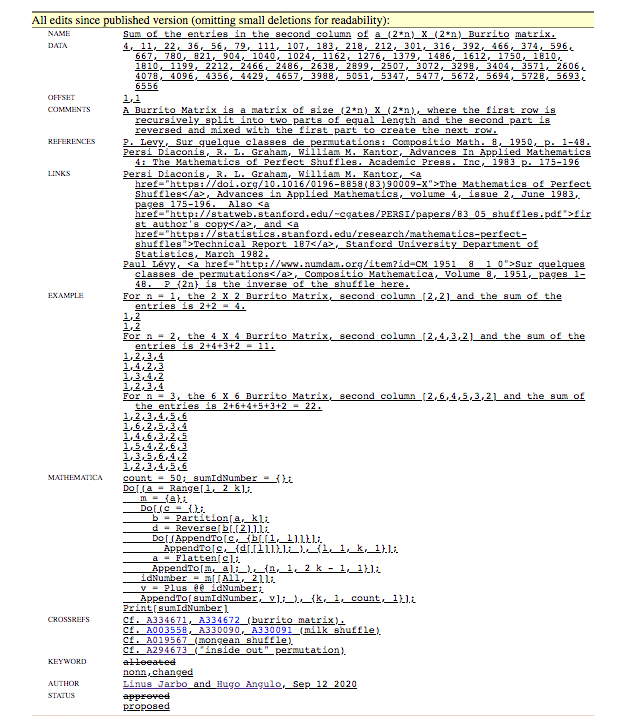 All edits since published version (omitting small deletions for readability):
NAME Sum of the entries in the second column of a (2*n) X (2*n) Burrito matrix.
DATA 4, 11, 22, 36, 56, 79, 111, 107, 183, 218, 212, 301, 316, 392, 466, 374, 596,
667, 780, 821, 904, 1040, 1024, 1162, 1276, 1379, 1486, 1612, 1750, 1810,
1810, 1199, 2212, 2466, 2486, 2638, 2899, 2507, 3072, 3298, 3404, 3571, 2606,
4078, 4096, 4356, 4429, 4657, 3988, 5051, 5347, 5477, 5672, 5694, 5728, 5693,
6556
OFFSET 1,1
COMMENTS A Burrito Matrix is a matrix of size (2*n) X (2*n), where the first row is
recursively split into two parts of equal length and the second part is
reversed and mixed with the first part to create the next row.
REFERENCES P. Levy, Sur quelque classes de permutations: Compositio Math. 8, 1950, p. 1-48.
Persi Diaconis, R. L. Graham, William M. Kantor, Advances In Applied Mathematics
4: The Mathematics of Perfect Shuffles. Academic Press. Inc, 1983 p. 175-196
LINKS Persi Diaconis, R. L. Graham, William M. Kantor, <a
href="https://doi.org/10.1016/0196-8858(83)90009-X">The Mathematics of Perfect
Shuffles</a>, Advances in Applied Mathematics, volume 4, issue 2, June 1983,
pages 175-196. Also <a
href="http://statweb.stanford.edu/~cgates/PERSI/papers/83_05_shuffles.pdf">fir
st author's copy</a>, and <a
href="https://statistics.stanford.edu/research/mathematics-perfect-
shuffles">Technical Report 187</a>, Stanford University Department of
Statistics, March 1982.
Paul Lévy, <a href="http://www.numdam.org/item?id=CM_1951__8__1_0">Sur quelques
classes de permutations</a>, Compositio Mathematica, Volume 8, 1951, pages 1-
48. P_{2n} is the inverse of the shuffle here.
EXAMPLE For n = 1, the 2 X 2 Burrito Matrix, second column [2,2] and the sum of the
entries is 2+2 = 4.
1,2
1,2
For n = 2, the 4 X 4 Burrito Matrix, second column [2,4,3,2] and the sum of the
entries is 2+4+3+2 = 11.
1,2,3,4
1,4,2,3
1,3,4,2
1,2,3,4
For n = 3, the 6 X 6 Burrito Matrix, second column [2,6,4,5,3,2] and the sum of
the entries is 2+6+4+5+3+2 = 22.
1,2,3,4,5,6
1,6,2,5,3,4
1,4,6,3,2,5
1,5,4,2,6,3
1,3,5,6,4,2
1,2,3,4,5,6
MATHEMATICA count = 50; sumIdNumber = {};
Do[(a = Range[1, 2 k];
m = {a};
Do[(c = {};
b = Partition[a, k];
d = Reverse[b[[2]]];
Do[(AppendTo[c, {b[[1, l]]}];
AppendTo[c, {d[[l]]}]; ), {l, 1, k, 1}];
a = Flatten[c];
AppendTo[m, a]; ), {n, 1, 2 k - 1, 1}];
idNumber = m[[All, 2]];
v = Plus @@ idNumber;
AppendTo[sumIdNumber, v]; ), {k, 1, count, 1}];
Print[sumIdNumber]
CROSSREFS Cf. A334671, A334672 (burrito matrix).
Cf. A003558, A330090, A330091 (milk shuffle)
Cf. A019567 (mongean shuffle)
Cf. A294673 ("inside out" permutation)
KEYWORD allocated
nonn,changed
AUTHOR Linus Jarbo and Hugo Angulo, Sep 12 2020
STATUS approved
proposed